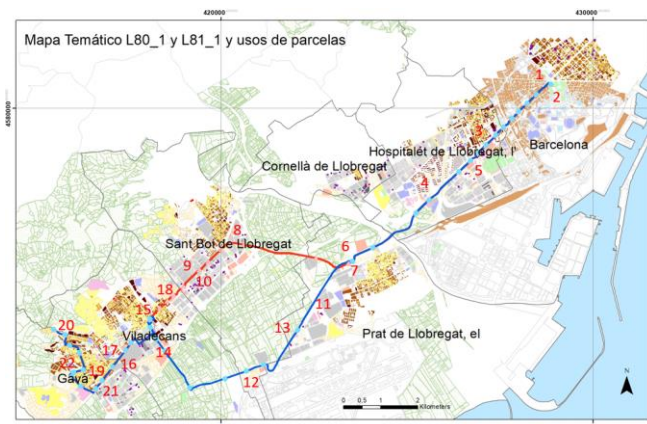 420000
430000
4580000
Mapa Temático L80_1 y L81_1 y usos de parcelas
1
2
3
Hospitalét de Llobregat, l'
Barcelona
Cornellà de Llobregat
4
5
8
6
Sant Boi de Llobregat
9
10
7
18
11
15
13
Prat de Llobregat, el
20
17
Viladecans
14
22
19
16
12
Gavà
21
N
0 0.5 1 2
Kilometers